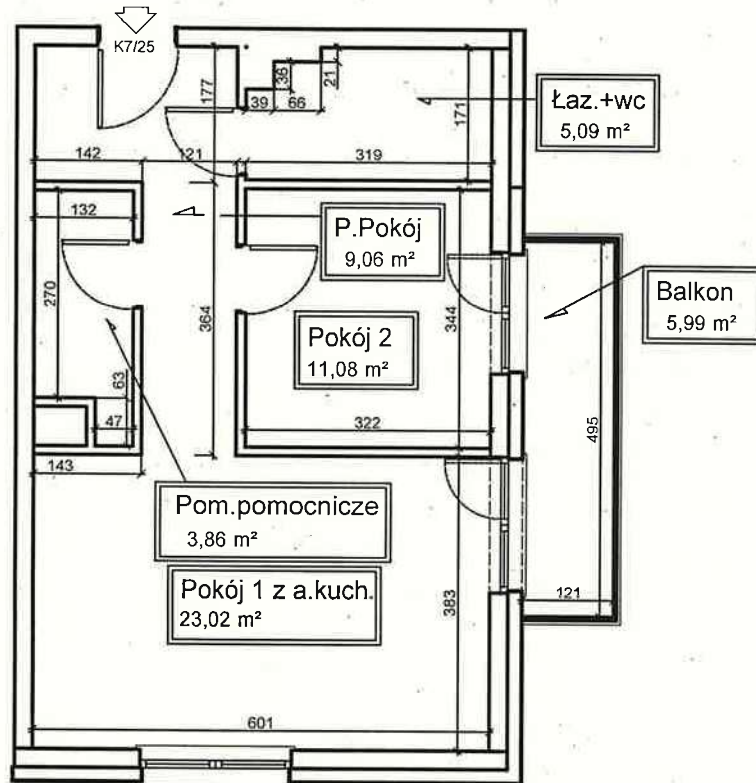 K7/25
177
36
21
39
66
171
Łaz.+wc
5,09 m²
142
121
319
132
P.Pokój
9,06 m²
270
364
344
Balkon
5,99 m²
Pokój 2
11,08 m²
63
47
322
495
143
Pom.pomocnicze
3,86 m²
Pokój 1 z a.kuch.
23,02 m²
383
121
601